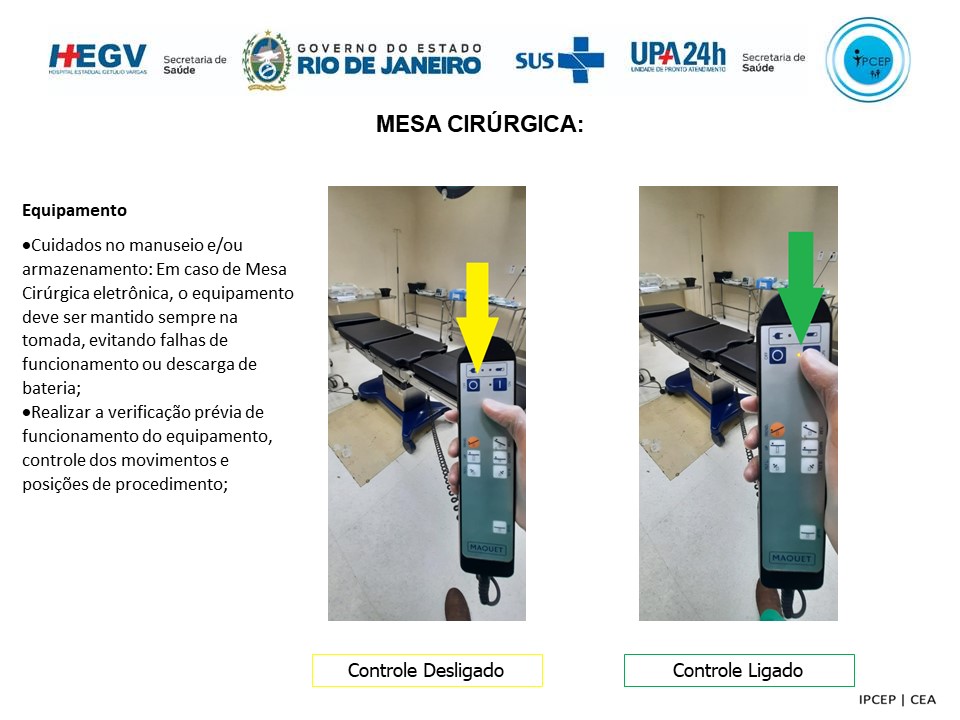 HEGV
HOSPITAL ESTADUAL GETÚLIO VARGAS
Secretaria de
Saúde
GOVERNO DO ESTADO
RIO DE JANEIRO
SUS
UPA24h
UNIDADE DE PRONTO ATENDIMENTO
Secretaria de
Saúde
IPCEP
MESA CIRÚRGICA:
Equipamento
•Cuidados no manuseio e/ou
armazenamento: Em caso de Mesa
Cirúrgica eletrônica, o equipamento
deve ser mantido sempre na
tomada, evitando falhas de
funcionamento ou descarga de
bateria;
•Realizar a verificação prévia de
funcionamento do equipamento,
controle dos movimentos e
posições de procedimento;
MAQUET
MAQUET
Controle Desligado
Controle Ligado
IPCEP | CEA